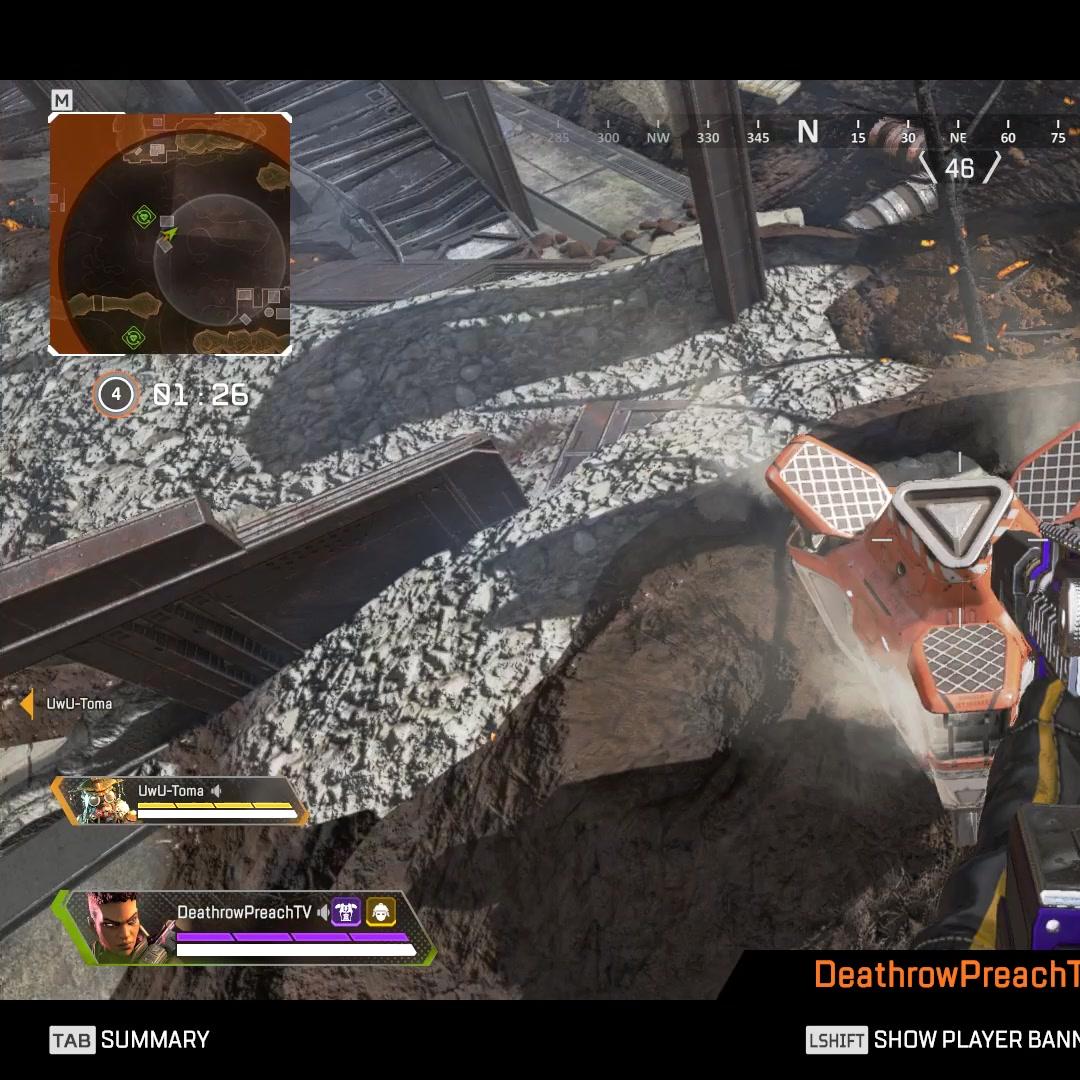 M
285 300 NW 330 345 N 15 30 NE 60 75
46
4 01:26
UwU-Toma
UwU-Toma
DeathrowPreachTV
DeathrowPreachT
TAB SUMMARY
LSHIFT SHOW PLAYER BANN